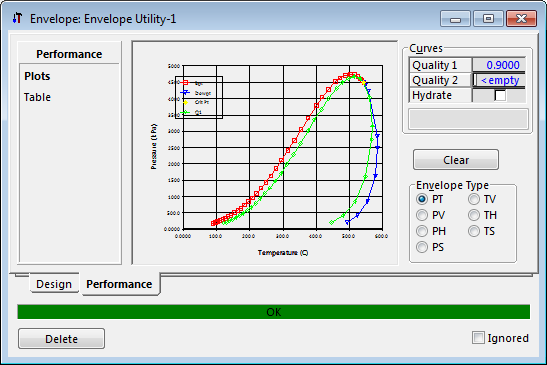 Envelope: Envelope Utility-1
Performance
Plots
Table
5000
4500
4000
3500
3000
2500
2000
1500
1000
500.0
0.0000
Pressure (kPa)
Bubpt
Dewpt
Crit Pt
Q1
0.0000 100.0 200.0 300.0 400.0 500.0 600.0
Temperature (C)
Curves
Quality 1 0.9000
Quality 2 <empty
Hydrate
Clear
Envelope Type
PT TV
PV TH
PH TS
PS
Design Performance
OK
Delete Ignored